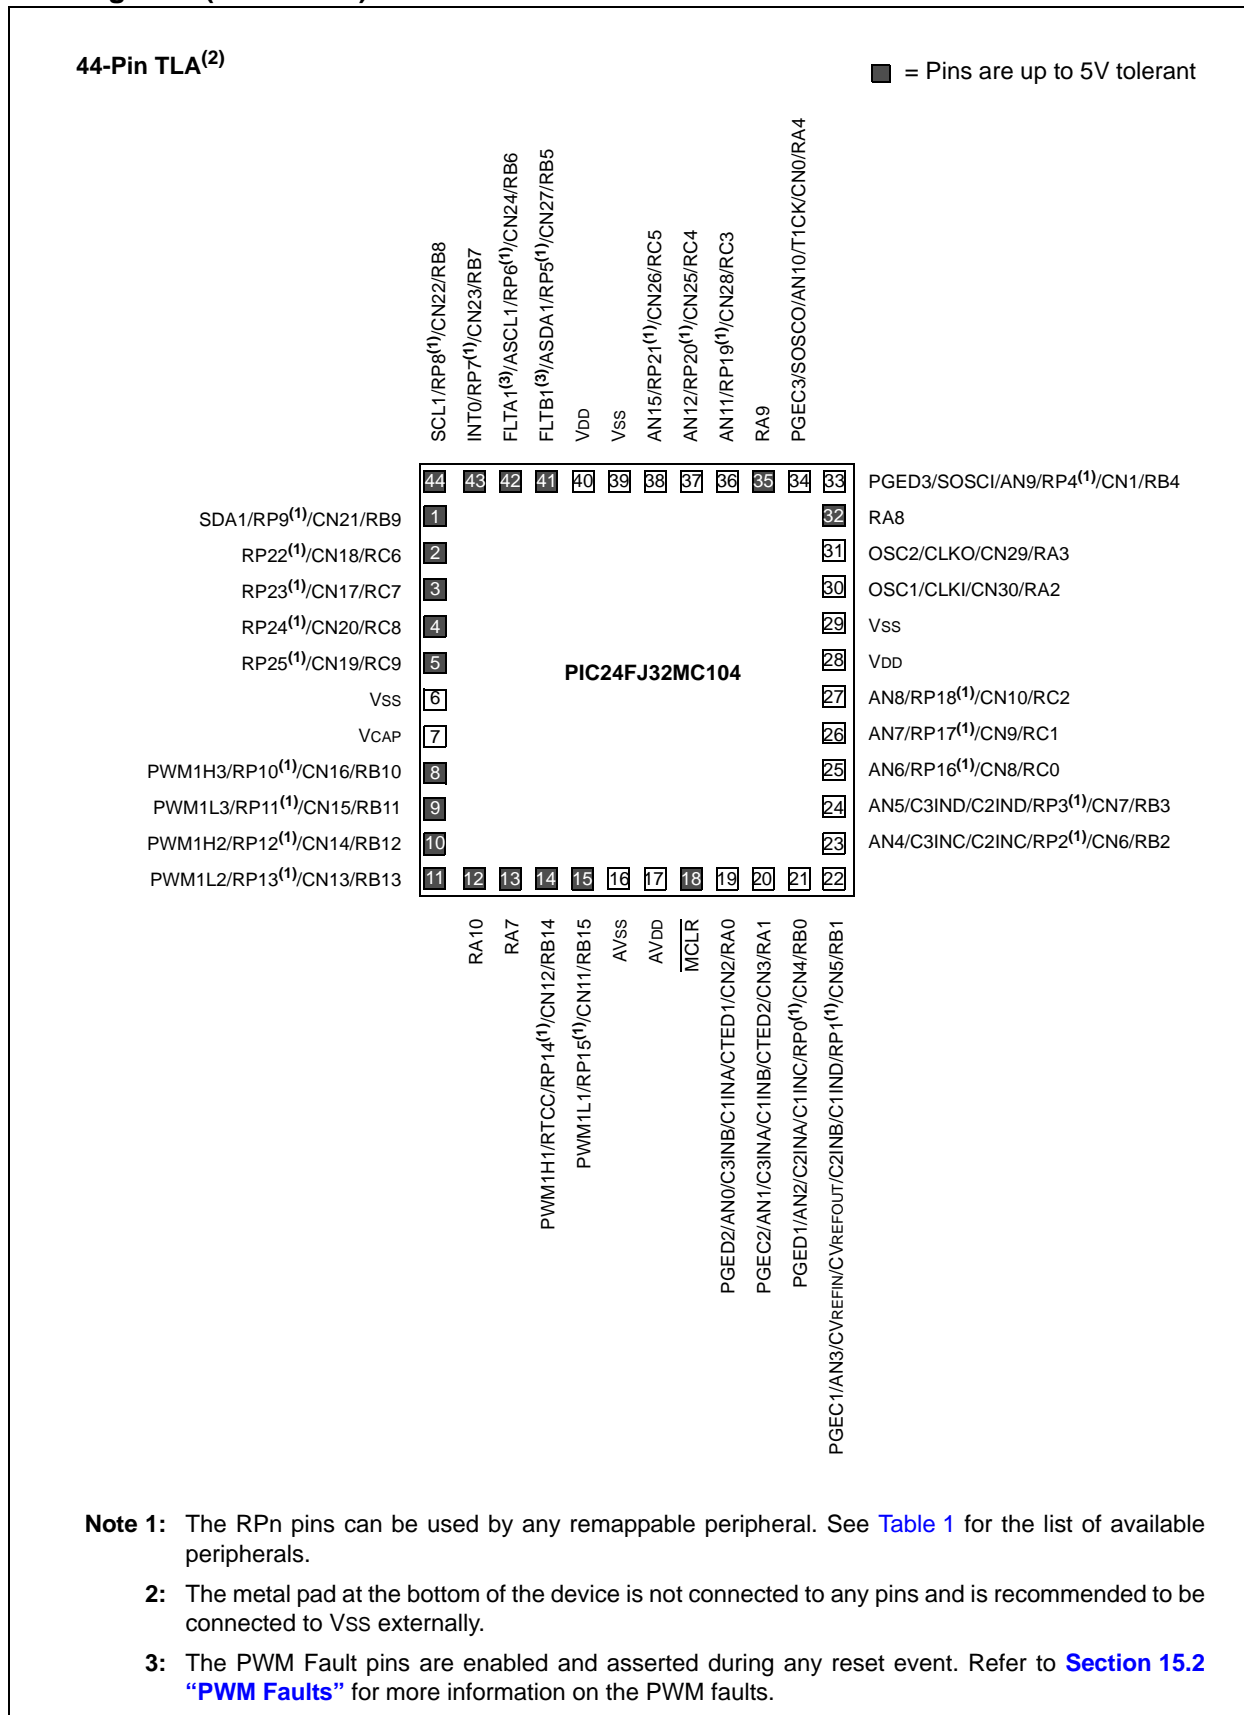 44-Pin TLA(2)
= Pins are up to 5V tolerant
SCL1/RP8(1)/CN22/RB8
INT0/RP7(1)/CN23/RB7
FLTA1(3)/ASCL1/RP6(1)/CN24/RB6
FLTB1(3)/ASDA1/RP5(1)/CN27/RB5
VDD
VSS
AN15/RP21(1)/CN26/RC5
AN12/RP20(1)/CN25/RC4
AN11/RP19(1)/CN28/RC3
RA9
PGEC3/SOSCO/AN10/T1CK/CN0/RA4
44 43 42 41 40 39 38 37 36 35 34 33 PGED3/SOSCI/AN9/RP4(1)/CN1/RB4
SDA1/RP9(1)/CN21/RB9 1 32 RA8
RP22(1)/CN18/RC6 2 31 OSC2/CLKO/CN29/RA3
RP23(1)/CN17/RC7 3 30 OSC1/CLKI/CN30/RA2
RP24(1)/CN20/RC8 4 29 VSS
RP25(1)/CN19/RC9 5 PIC24FJ32MC104 28 VDD
VSS 6 27 AN8/RP18(1)/CN10/RC2
VCAP 7 26 AN7/RP17(1)/CN9/RC1
PWM1H3/RP10(1)/CN16/RB10 8 25 AN6/RP16(1)/CN8/RC0
PWM1L3/RP11(1)/CN15/RB11 9 24 AN5/C3IND/C2IND/RP3(1)/CN7/RB3
PWM1H2/RP12(1)/CN14/RB12 10 23 AN4/C3INC/C2INC/RP2(1)/CN6/RB2
PWM1L2/RP13(1)/CN13/RB13 11 12 13 14 15 16 17 18 19 20 21 22
RA10
RA7
PWM1H1/RTCC/RP14(1)/CN12/RB14
PWM1L1/RP15(1)/CN11/RB15
AVSS
AVDD
MCLR
PGED2/AN0/C3INB/C1INA/CTED1/CN2/RA0
PGEC2/AN1/C3INA/C1INB/CTED2/CN3/RA1
PGED1/AN2/C2INA/C1INC/RP0(1)/CN4/RB0
PGEC1/AN3/CVREFIN/CVREFOUT/C2INB/C1IND/RP1(1)/CN5/RB1
Note 1: The RPn pins can be used by any remappable peripheral. See Table 1 for the list of available
peripherals.
2: The metal pad at the bottom of the device is not connected to any pins and is recommended to be
connected to VSS externally.
3: The PWM Fault pins are enabled and asserted during any reset event. Refer to Section 15.2
“PWM Faults” for more information on the PWM faults.